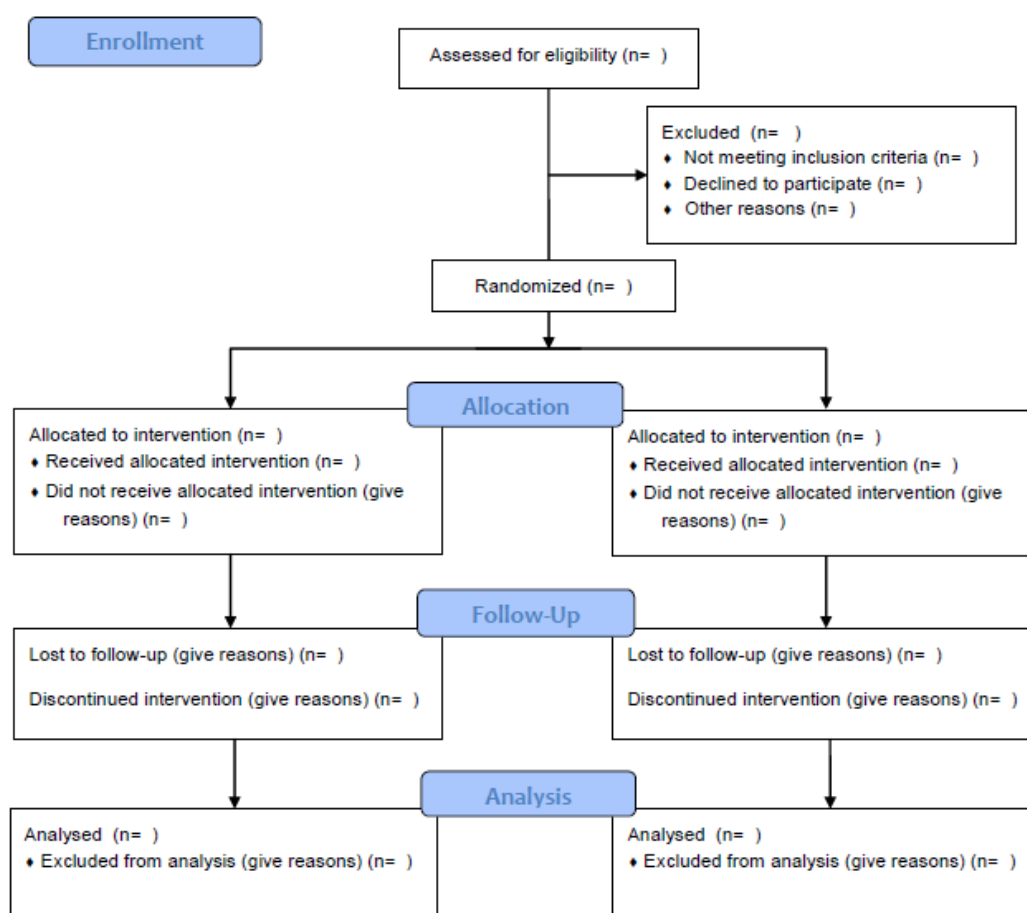 Enrollment
Assessed for eligibility (n=  )
Excluded  (n=   )
♦ Not meeting inclusion criteria (n=  )
♦ Declined to participate (n=  )
♦ Other reasons (n=  )
Randomized (n=  )
Allocation
Allocated to intervention (n=  )
♦ Received allocated intervention (n=  )
♦ Did not receive allocated intervention (give
reasons) (n=  )
Allocated to intervention (n=  )
♦ Received allocated intervention (n=  )
♦ Did not receive allocated intervention (give
reasons) (n=  )
Follow-Up
Lost to follow-up (give reasons) (n=  )
Discontinued intervention (give reasons) (n=  )
Lost to follow-up (give reasons) (n=  )
Discontinued intervention (give reasons) (n=  )
Analysis
Analysed  (n=  )
♦ Excluded from analysis (give reasons) (n=  )
Analysed  (n=  )
♦ Excluded from analysis (give reasons) (n=  )